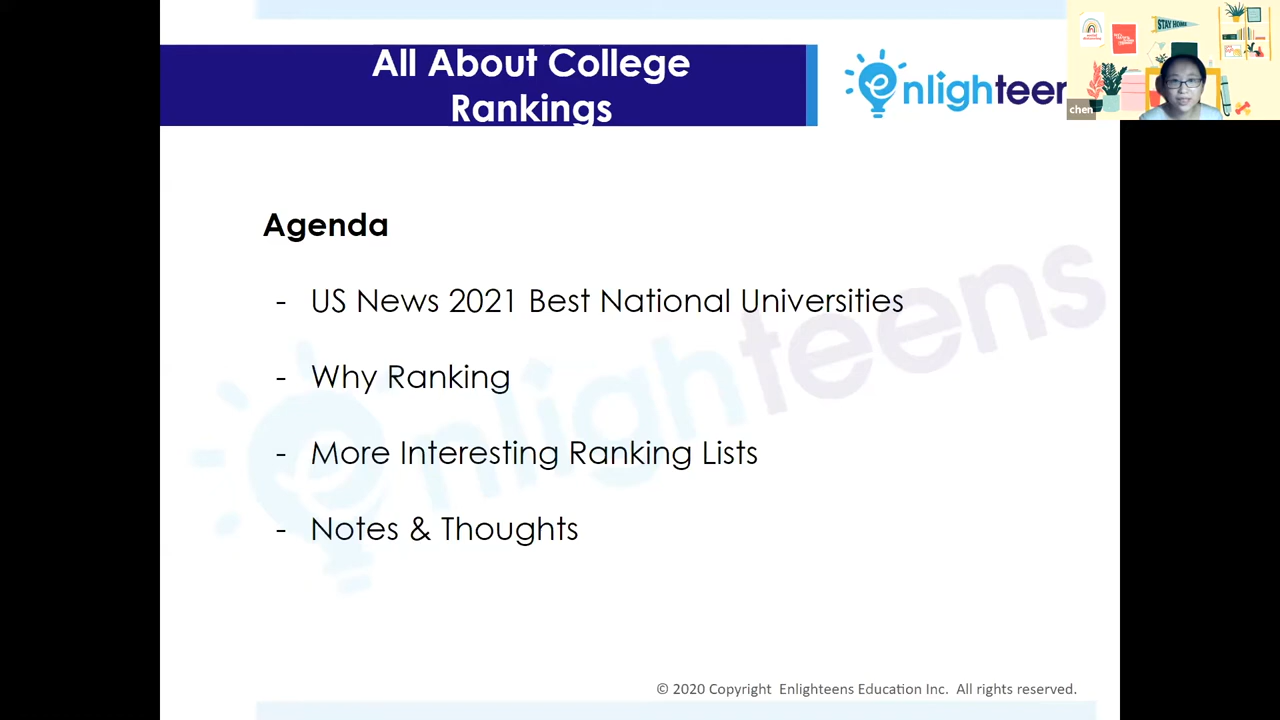 All About College
Rankings
enlighteen
STAY HOME
chen
Agenda
- US News 2021 Best National Universities
- Why Ranking
- More Interesting Ranking Lists
- Notes & Thoughts
enlighteens
© 2020 Copyright Enlighteens Education Inc. All rights reserved.